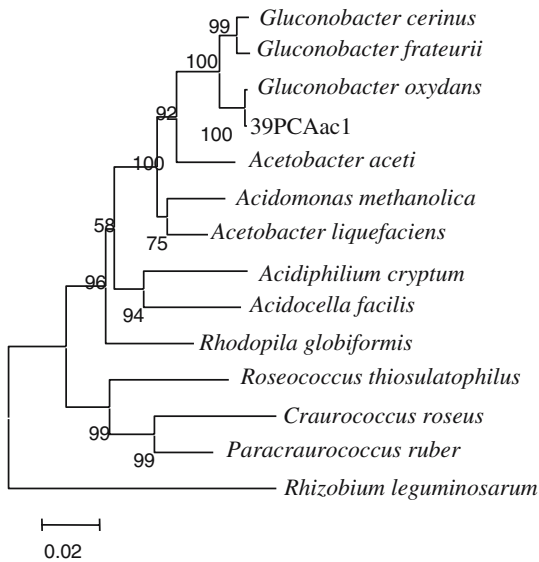 99
Gluconobacter cerinus
Gluconobacter frateurii
100
Gluconobacter oxydans
92
100
39PCAac1
100
Acetobacter aceti
Acidomonas methanolica
58
75
Acetobacter liquefaciens
96
Acidiphilium cryptum
94
Acidocella facilis
Rhodopila globiformis
Roseococcus thiosulatophilus
Craurococcus roseus
99
Paracraurococcus ruber
99
Rhizobium leguminosarum
0.02